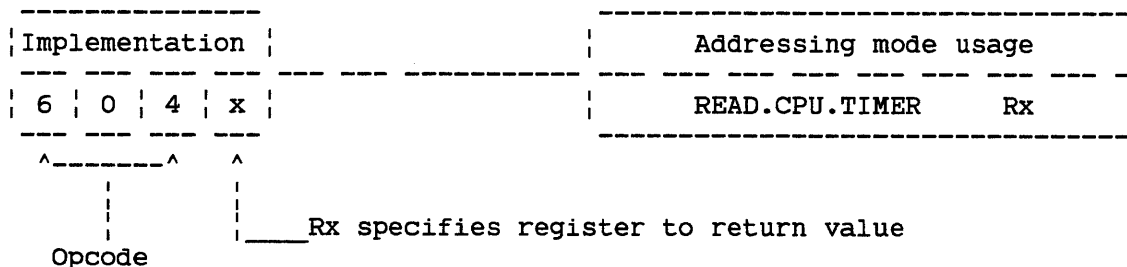 Implementation Addressing mode usage
6 0 4 x READ.CPU.TIMER Rx
Rx specifies register to return value
Opcode